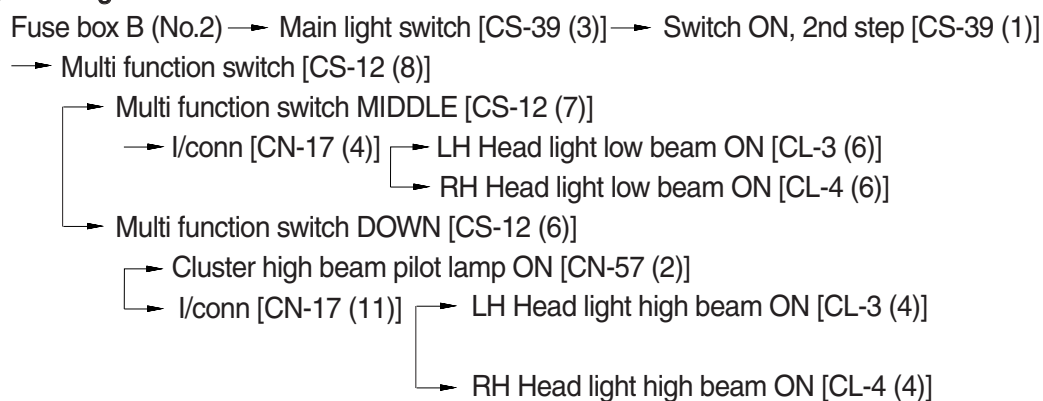 Fuse box B (No.2) → Main light switch [CS-39 (3)] → Switch ON, 2nd step [CS-39 (1)]
→ Multi function switch [CS-12 (8)]
→ Multi function switch MIDDLE [CS-12 (7)]
→ I/conn [CN-17 (4)] → LH Head light low beam ON [CL-3 (6)]
→ RH Head light low beam ON [CL-4 (6)]
→ Multi function switch DOWN [CS-12 (6)]
→ Cluster high beam pilot lamp ON [CN-57 (2)]
→ I/conn [CN-17 (11)] → LH Head light high beam ON [CL-3 (4)]
→ RH Head light high beam ON [CL-4 (4)]